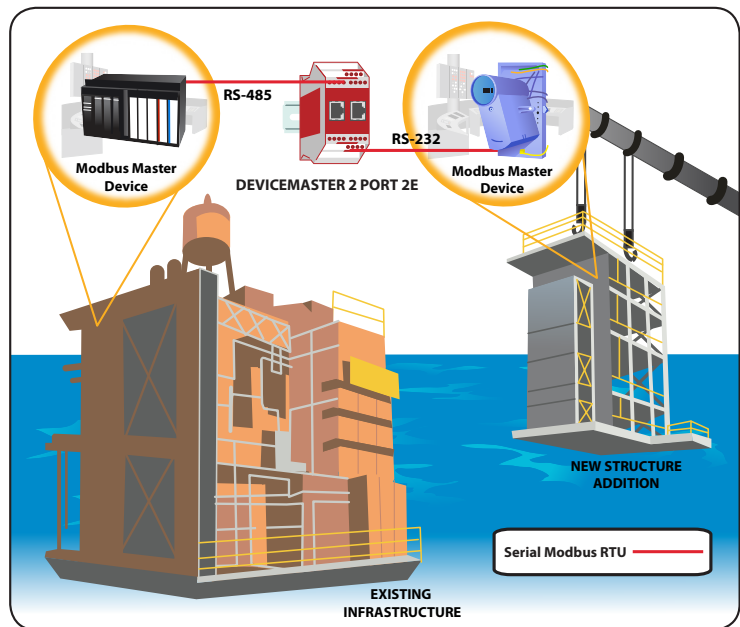 RS-485
RS-232
Modbus Master
Device
DEVICEMASTER 2 PORT 2E
Modbus Master
Device
NEW STRUCTURE
ADDITION
Serial Modbus RTU
EXISTING
INFRASTRUCTURE